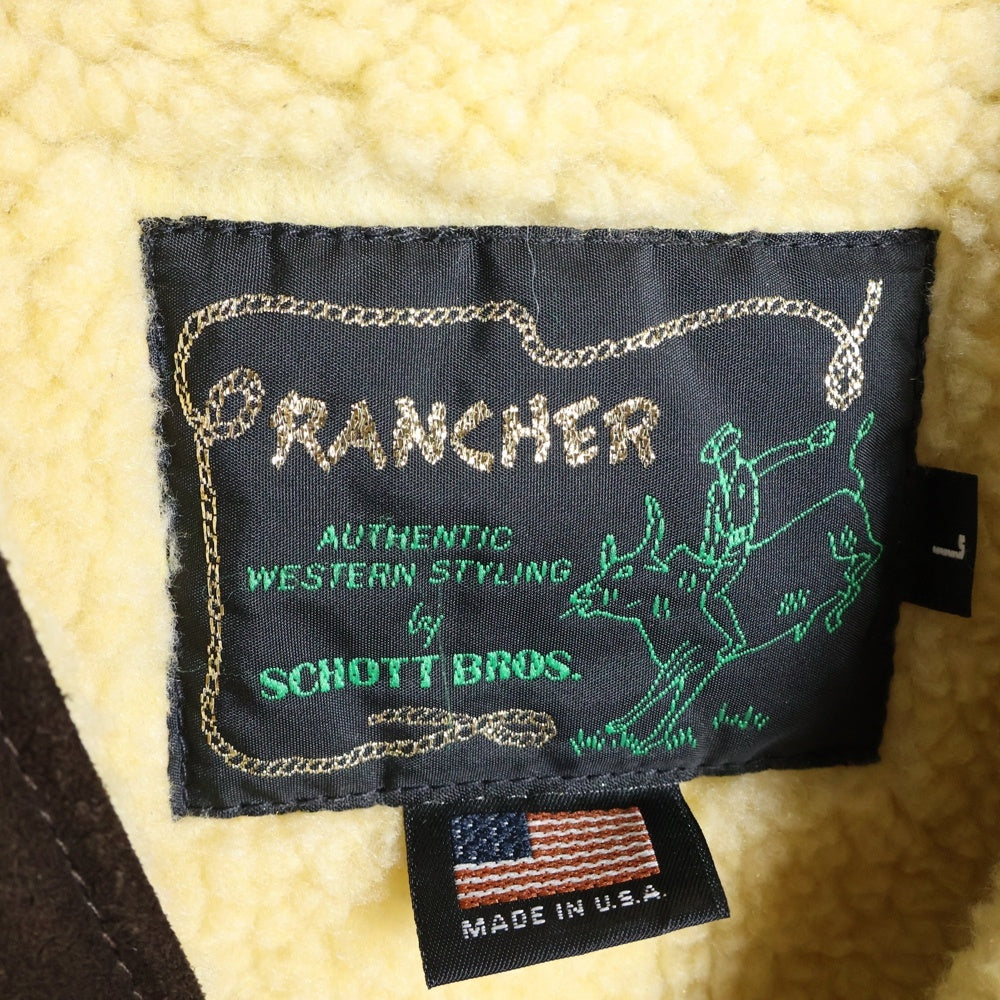 RANCHER
AUTHENTIC
WESTERN STYLING
by
SCHOTT BROS.
L
MADE IN U.S.A.